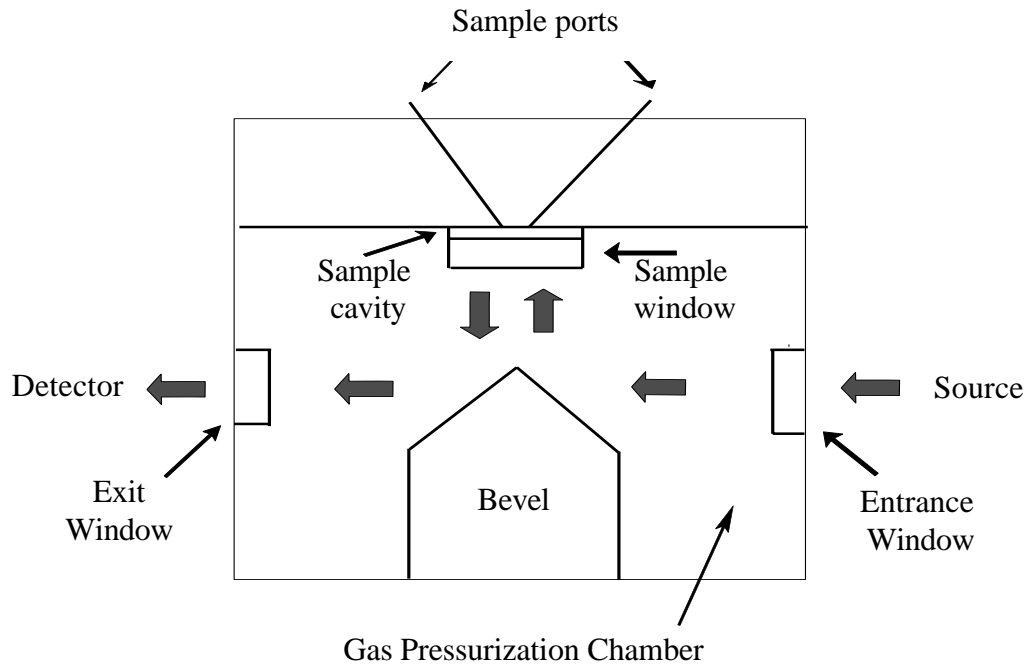 Sample ports
Sample
cavity
Sample
window
Detector
Source
Exit
Window
Bevel
Entrance
Window
Gas Pressurization Chamber